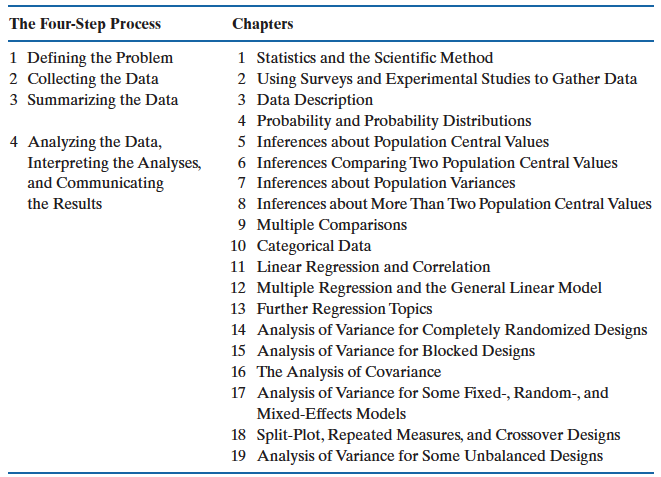 The Four-Step Process Chapters
1 Defining the Problem 1 Statistics and the Scientific Method
2 Collecting the Data 2 Using Surveys and Experimental Studies to Gather Data
3 Summarizing the Data 3 Data Description
4 Probability and Probability Distributions
4 Analyzing the Data, 5 Inferences about Population Central Values
Interpreting the Analyses, 6 Inferences Comparing Two Population Central Values
and Communicating 7 Inferences about Population Variances
the Results 8 Inferences about More Than Two Population Central Values
9 Multiple Comparisons
10 Categorical Data
11 Linear Regression and Correlation
12 Multiple Regression and the General Linear Model
13 Further Regression Topics
14 Analysis of Variance for Completely Randomized Designs
15 Analysis of Variance for Blocked Designs
16 The Analysis of Covariance
17 Analysis of Variance for Some Fixed-, Random-, and
Mixed-Effects Models
18 Split-Plot, Repeated Measures, and Crossover Designs
19 Analysis of Variance for Some Unbalanced Designs